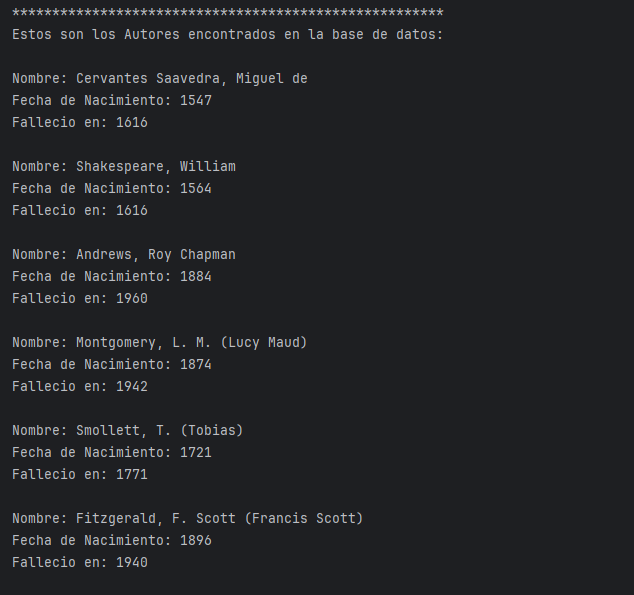 ******************************************************
Estos son los Autores encontrados en la base de datos:
Nombre: Cervantes Saavedra, Miguel de
Fecha de Nacimiento: 1547
Fallecio en: 1616
Nombre: Shakespeare, William
Fecha de Nacimiento: 1564
Fallecio en: 1616
Nombre: Andrews, Roy Chapman
Fecha de Nacimiento: 1884
Fallecio en: 1960
Nombre: Montgomery, L. M. (Lucy Maud)
Fecha de Nacimiento: 1874
Fallecio en: 1942
Nombre: Smollett, T. (Tobias)
Fecha de Nacimiento: 1721
Fallecio en: 1771
Nombre: Fitzgerald, F. Scott (Francis Scott)
Fecha de Nacimiento: 1896
Fallecio en: 1940